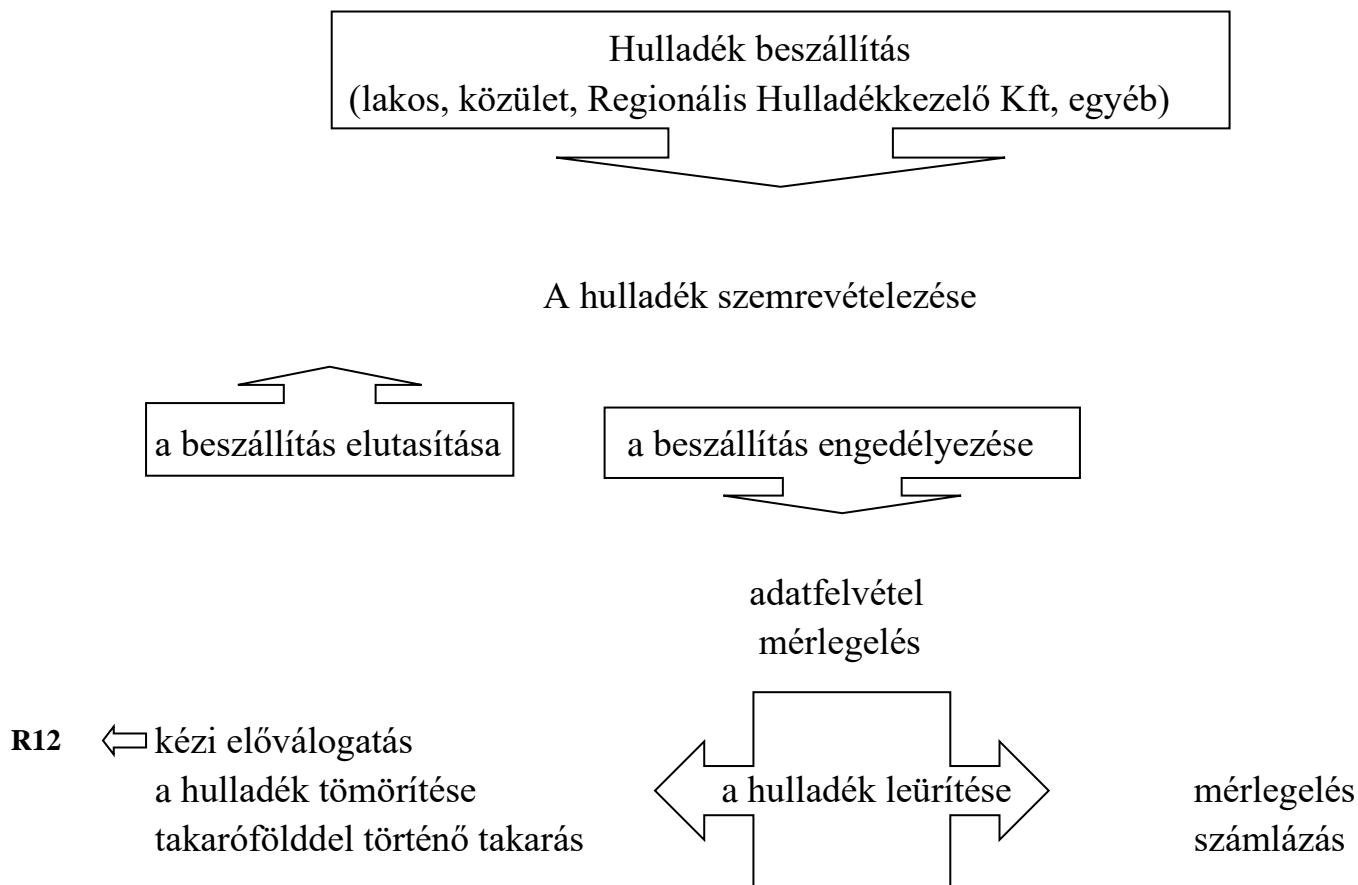 Hulladék beszállítás
(lakos, közület, Regionális Hulladékkezelő Kft, egyéb)
A hulladék szemrevételezése
a beszállítás elutasítása
a beszállítás engedélyezése
adatfelvétel
mérlegelés
R12
kézi előválogatás
a hulladék tömörítése
takarófölddel történő takarás
a hulladék leürítése
mérlegelés
számlázás